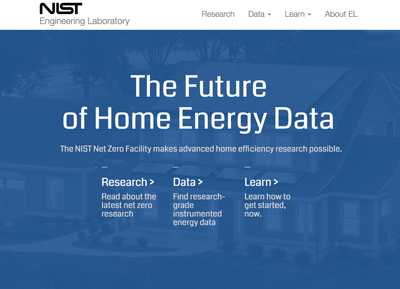 NIST
Engineering Laboratory
Research Data Learn About EL
The Future
of Home Energy Data
The NIST Net Zero Facility makes advanced home efficiency research possible.
Research >
Read about the
latest net zero
research
Data >
Find research-
grade
instrumented
energy data
Learn >
Learn how to
get started,
now.